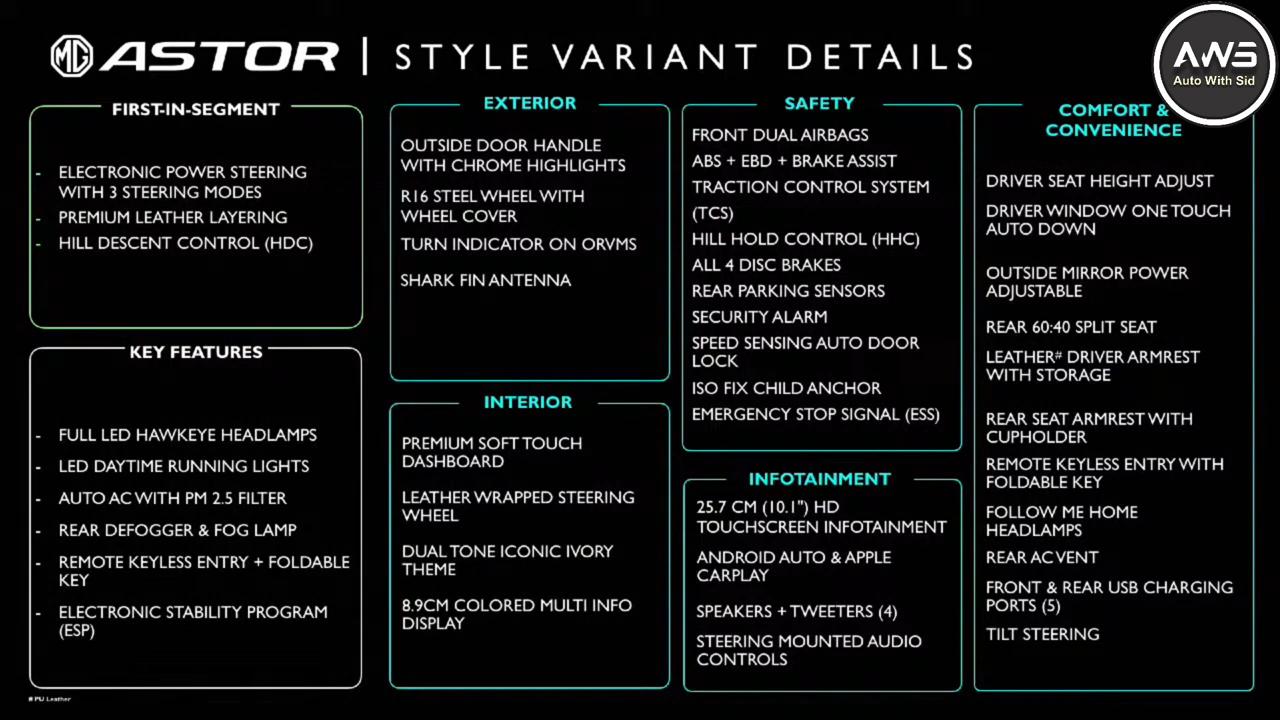 MG ASTOR | STYLE VARIANT DETAILS
AWS
Auto With Sid
FIRST-IN-SEGMENT
- ELECTRONIC POWER STEERING
WITH 3 STEERING MODES
- PREMIUM LEATHER LAYERING
- HILL DESCENT CONTROL (HDC)
KEY FEATURES
- FULL LED HAWKEYE HEADLAMPS
- LED DAYTIME RUNNING LIGHTS
- AUTO AC WITH PM 2.5 FILTER
- REAR DEFOGGER & FOG LAMP
- REMOTE KEYLESS ENTRY + FOLDABLE
KEY
- ELECTRONIC STABILITY PROGRAM
(ESP)
# PU Leather
EXTERIOR
OUTSIDE DOOR HANDLE
WITH CHROME HIGHLIGHTS
R16 STEEL WHEEL WITH
WHEEL COVER
TURN INDICATOR ON ORVMS
SHARK FIN ANTENNA
INTERIOR
PREMIUM SOFT TOUCH
DASHBOARD
LEATHER WRAPPED STEERING
WHEEL
DUAL TONE ICONIC IVORY
THEME
8.9CM COLORED MULTI INFO
DISPLAY
SAFETY
FRONT DUAL AIRBAGS
ABS + EBD + BRAKE ASSIST
TRACTION CONTROL SYSTEM
(TCS)
HILL HOLD CONTROL (HHC)
ALL 4 DISC BRAKES
REAR PARKING SENSORS
SECURITY ALARM
SPEED SENSING AUTO DOOR
LOCK
ISO FIX CHILD ANCHOR
EMERGENCY STOP SIGNAL (ESS)
INFOTAINMENT
25.7 CM (10.1") HD
TOUCHSCREEN INFOTAINMENT
ANDROID AUTO & APPLE
CARPLAY
SPEAKERS + TWEETERS (4)
STEERING MOUNTED AUDIO
CONTROLS
COMFORT &
CONVENIENCE
DRIVER SEAT HEIGHT ADJUST
DRIVER WINDOW ONE TOUCH
AUTO DOWN
OUTSIDE MIRROR POWER
ADJUSTABLE
REAR 60:40 SPLIT SEAT
LEATHER# DRIVER ARMREST
WITH STORAGE
REAR SEAT ARMREST WITH
CUPHOLDER
REMOTE KEYLESS ENTRY WITH
FOLDABLE KEY
FOLLOW ME HOME
HEADLAMPS
REAR AC VENT
FRONT & REAR USB CHARGING
PORTS (5)
TILT STEERING